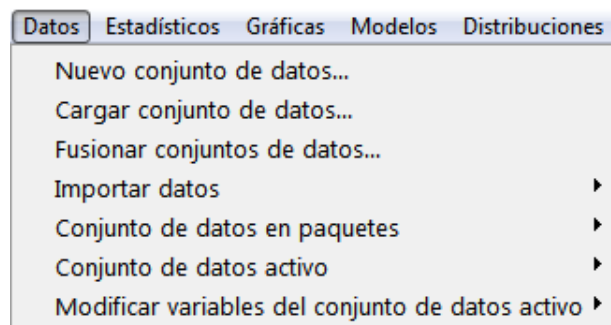 Datos Estadísticos Gráficas Modelos Distribuciones
Nuevo conjunto de datos...
Cargar conjunto de datos...
Fusionar conjuntos de datos...
Importar datos
Conjunto de datos en paquetes
Conjunto de datos activo
Modificar variables del conjunto de datos activo